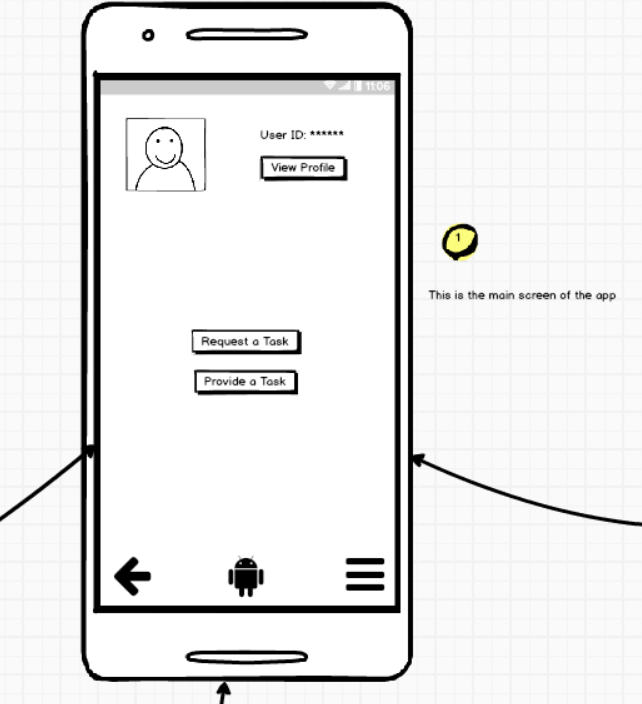 11:06
User ID: ******
View Profile
1
This is the main screen of the app
Request a Task
Provide a Task